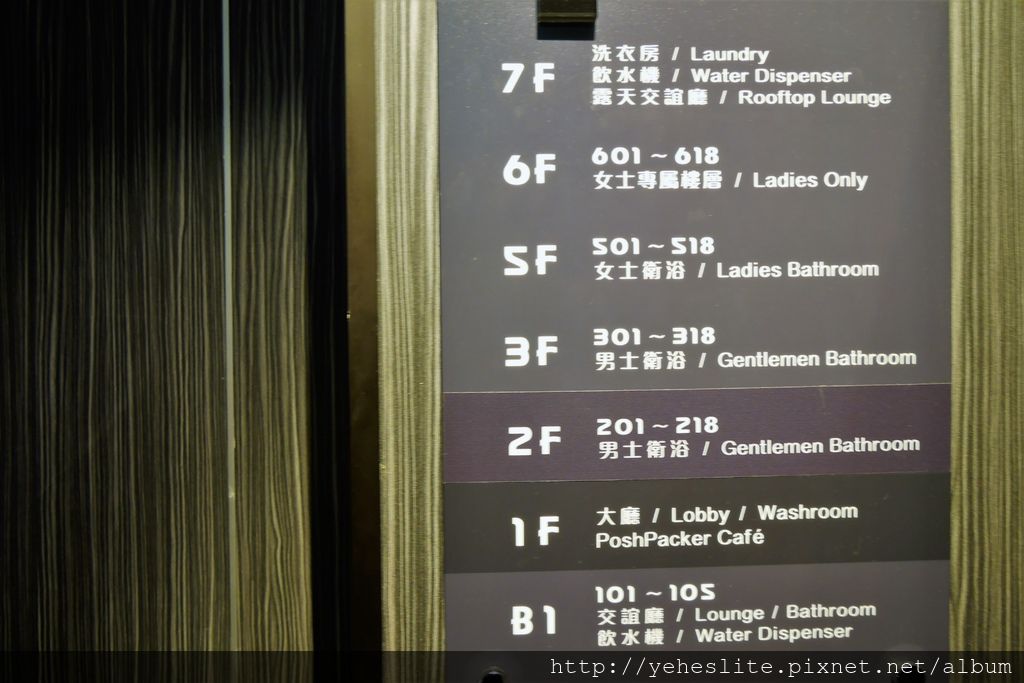 7F
洗衣房 / Laundry
飲水機 / Water Dispenser
露天交誼廳 / Rooftop Lounge
6F
601 ~ 618
女士專屬樓層 / Ladies Only
5F
501 ~ 518
女士衛浴 / Ladies Bathroom
3F
301 ~ 318
男士衛浴 / Gentlemen Bathroom
2F
201 ~ 218
男士衛浴 / Gentlemen Bathroom
1F
大廳 / Lobby / Washroom
PoshPacker Café
B1
101 ~ 105
交誼廳 / Lounge / Bathroom
飲水機 / Water Dispenser
http://yeheslite.pixnet.net/album